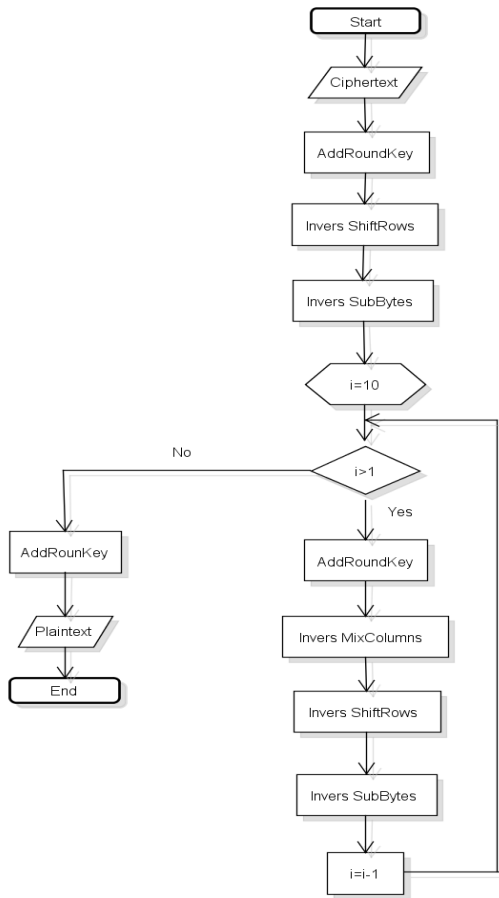 Start
Ciphertext
AddRoundKey
Invers ShiftRows
Invers SubBytes
i=10
i>1
No
Yes
AddRounKey
Plaintext
End
AddRoundKey
Invers MixColumns
Invers ShiftRows
Invers SubBytes
i=i-1